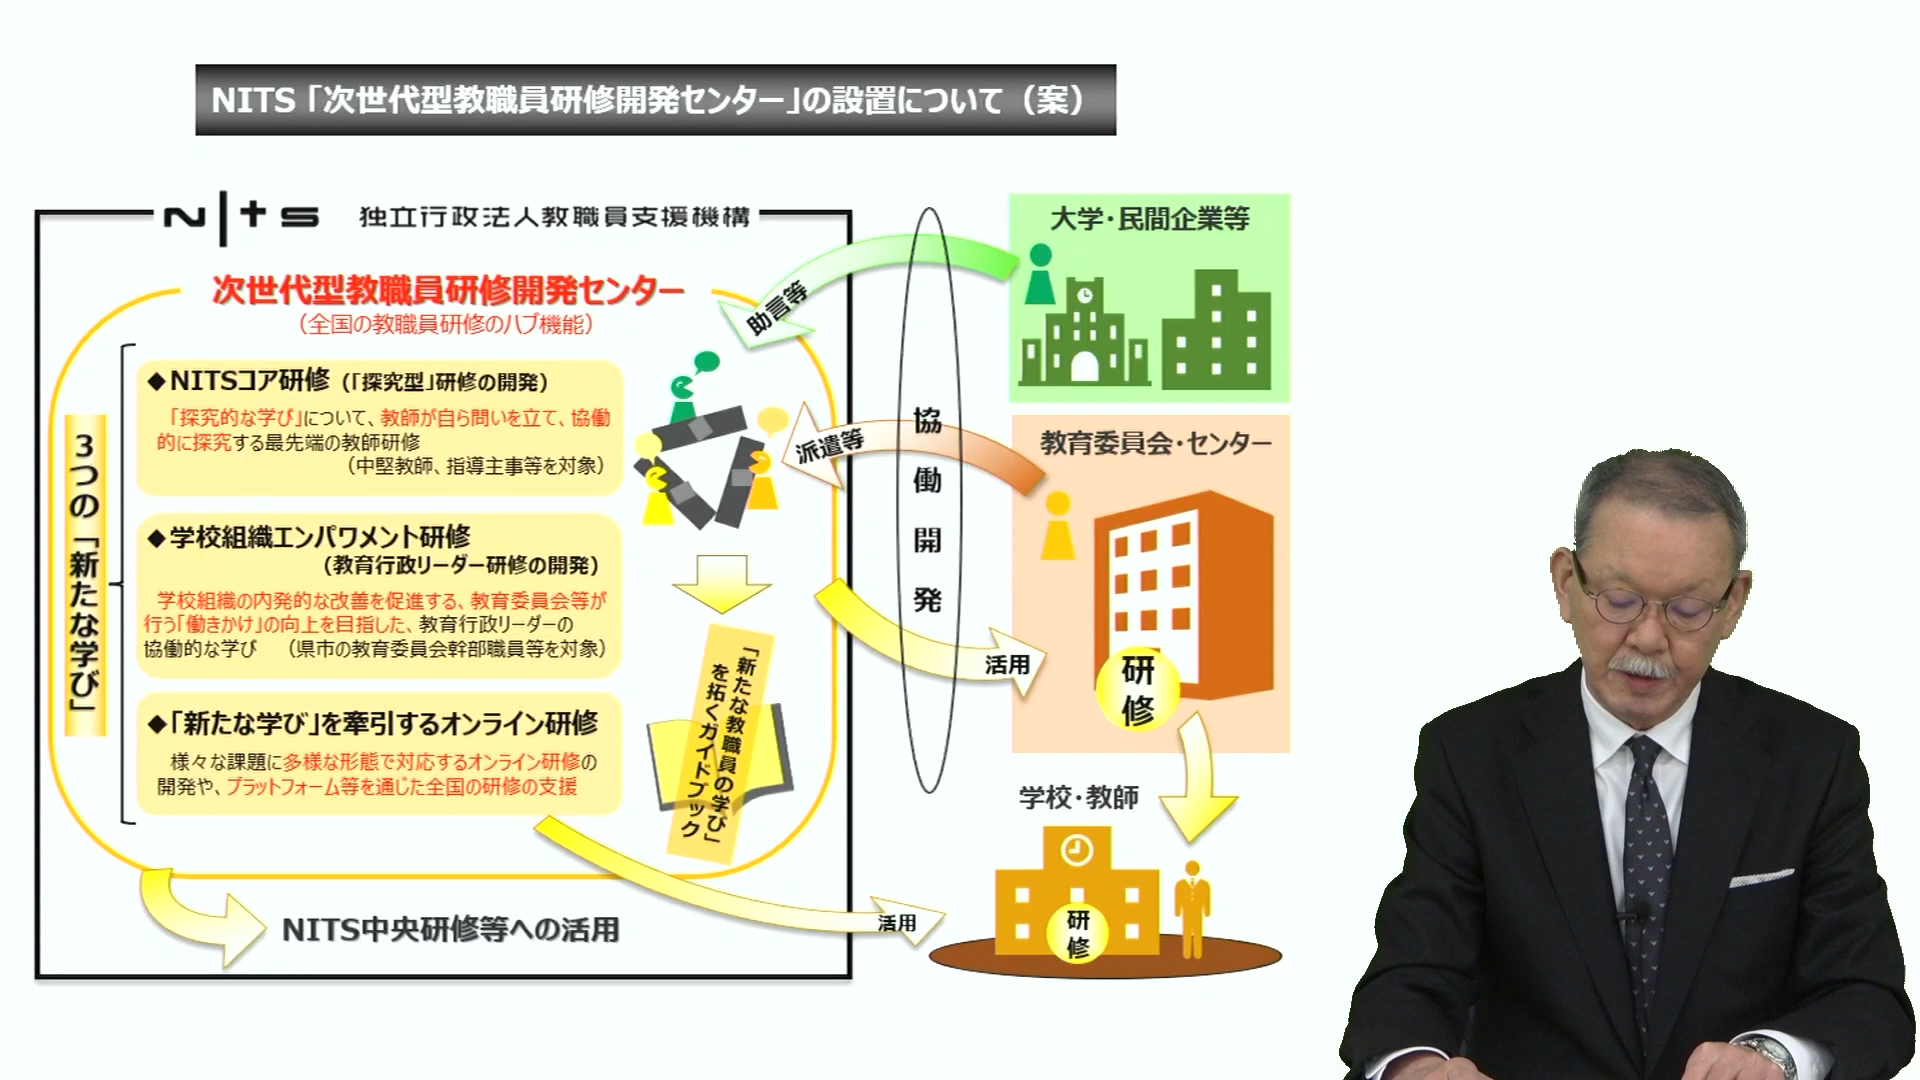 NITS「次世代型教職員研修開発センター」の設置について（案）
NITS 独立行政法人教職員支援機構
次世代型教職員研修開発センター
（全国の教職員研修のハブ機能）
3つの「新たな学び」
◆NITSコア研修（「探究型」研修の開発）
「探究的な学び」について、教師が自ら問いを立て、協働
的に探究する最先端の教師研修
（中堅教師、指導主事等を対象）
◆学校組織エンパワメント研修
（教育行政リーダー研修の開発）
学校組織の内発的な改善を促進する、教育委員会等が
行う「働きかけ」の向上を目指した、教育行政リーダーの
協働的な学び （県市の教育委員会幹部職員等を対象）
◆「新たな学び」を牽引するオンライン研修
様々な課題に多様な形態で対応するオンライン研修の
開発や、プラットフォーム等を通じた全国の研修の支援
「新たな教職員の学び」
を拓くガイドブック
NITS中央研修等への活用
助言等
派遣等
活用
活用
協働開発
大学・民間企業等
教育委員会・センター
研修
学校・教師
研修